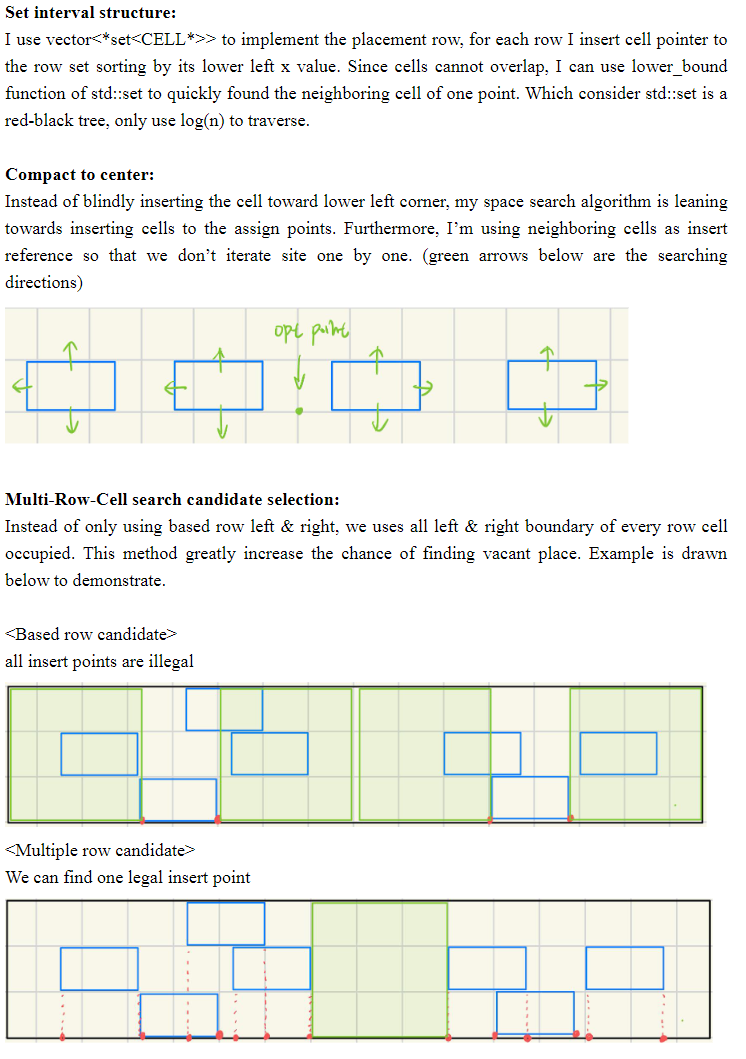 Set interval structure:
I use vector<*set<CELL*>> to implement the placement row, for each row I insert cell pointer to
the row set sorting by its lower left x value. Since cells cannot overlap, I can use lower_bound
function of std::set to quickly found the neighboring cell of one point. Which consider std::set is a
red-black tree, only use log(n) to traverse.
Compact to center:
Instead of blindly inserting the cell toward lower left corner, my space search algorithm is leaning
towards inserting cells to the assign points. Furthermore, I’m using neighboring cells as insert
reference so that we don’t iterate site one by one. (green arrows below are the searching
directions)
opt point
Multi-Row-Cell search candidate selection:
Instead of only using based row left & right, we uses all left & right boundary of every row cell
occupied. This method greatly increase the chance of finding vacant place. Example is drawn
below to demonstrate.
<Based row candidate>
all insert points are illegal
<Multiple row candidate>
We can find one legal insert point